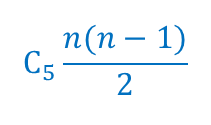 C₅ n(n − 1)/2